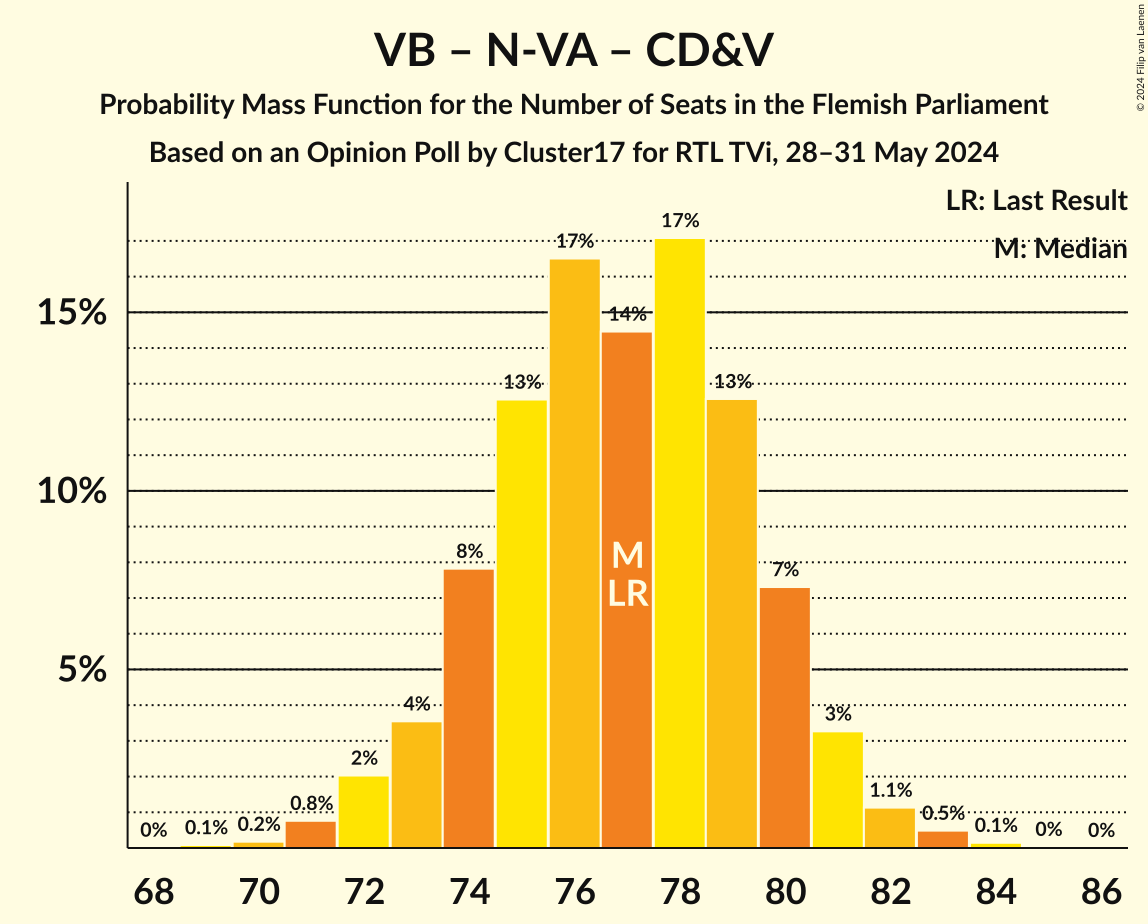 VB – N-VA – CD&V
Probability Mass Function for the Number of Seats in the Flemish Parliament
Based on an Opinion Poll by Cluster17 for RTL TVi, 28–31 May 2024
© 2024 Filip van Laenen
LR: Last Result
M: Median
15%
10%
5%
0%
0.1%
0.2%
0.8%
2%
4%
8%
13%
17%
14%
17%
13%
7%
3%
1.1%
0.5%
0.1%
0%
0%
M
LR
68 70 72 74 76 78 80 82 84 86